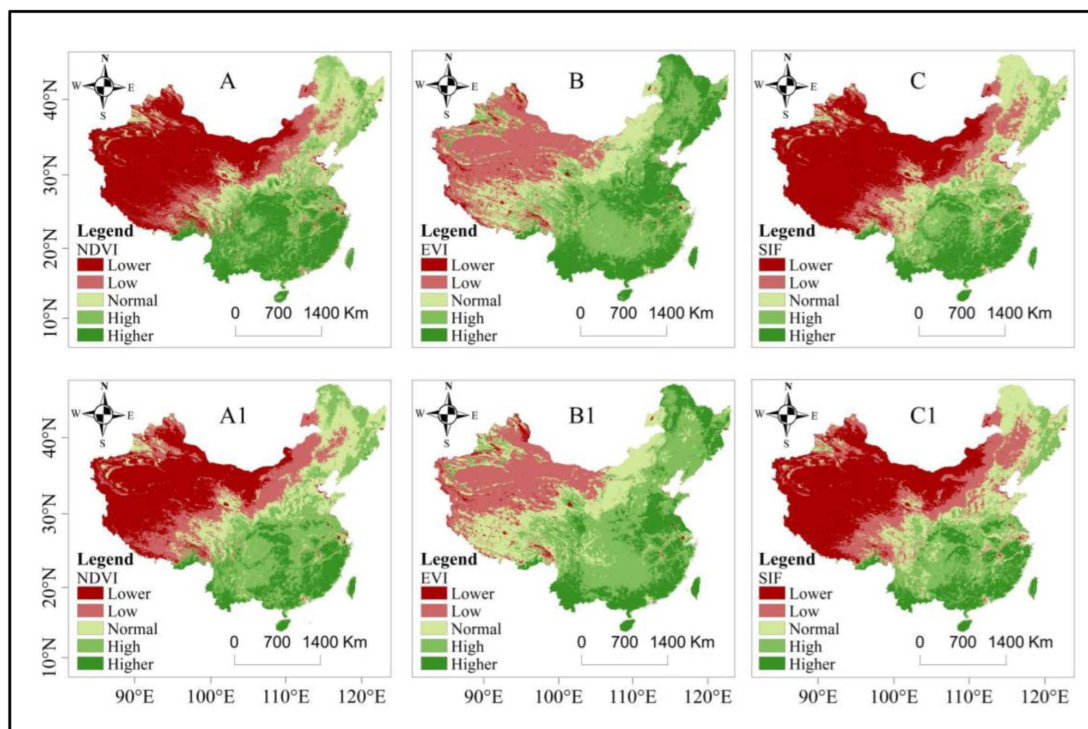 N
W E
S
A
40°N
30°N
20°N
10°N
Legend
NDVI
Lower
Low
Normal
High
Higher
0 700 1400 Km
N
W E
S
B
Legend
EVI
Lower
Low
Normal
High
Higher
0 700 1400 Km
N
W E
S
C
Legend
SIF
Lower
Low
Normal
High
Higher
0 700 1400 Km
N
W E
S
A1
40°N
30°N
20°N
10°N
Legend
NDVI
Lower
Low
Normal
High
Higher
0 700 1400 Km
90°E 100°E 110°E 120°E
N
W E
S
B1
Legend
EVI
Lower
Low
Normal
High
Higher
0 700 1400 Km
90°E 100°E 110°E 120°E
N
W E
S
C1
Legend
SIF
Lower
Low
Normal
High
Higher
0 700 1400 Km
90°E 100°E 110°E 120°E